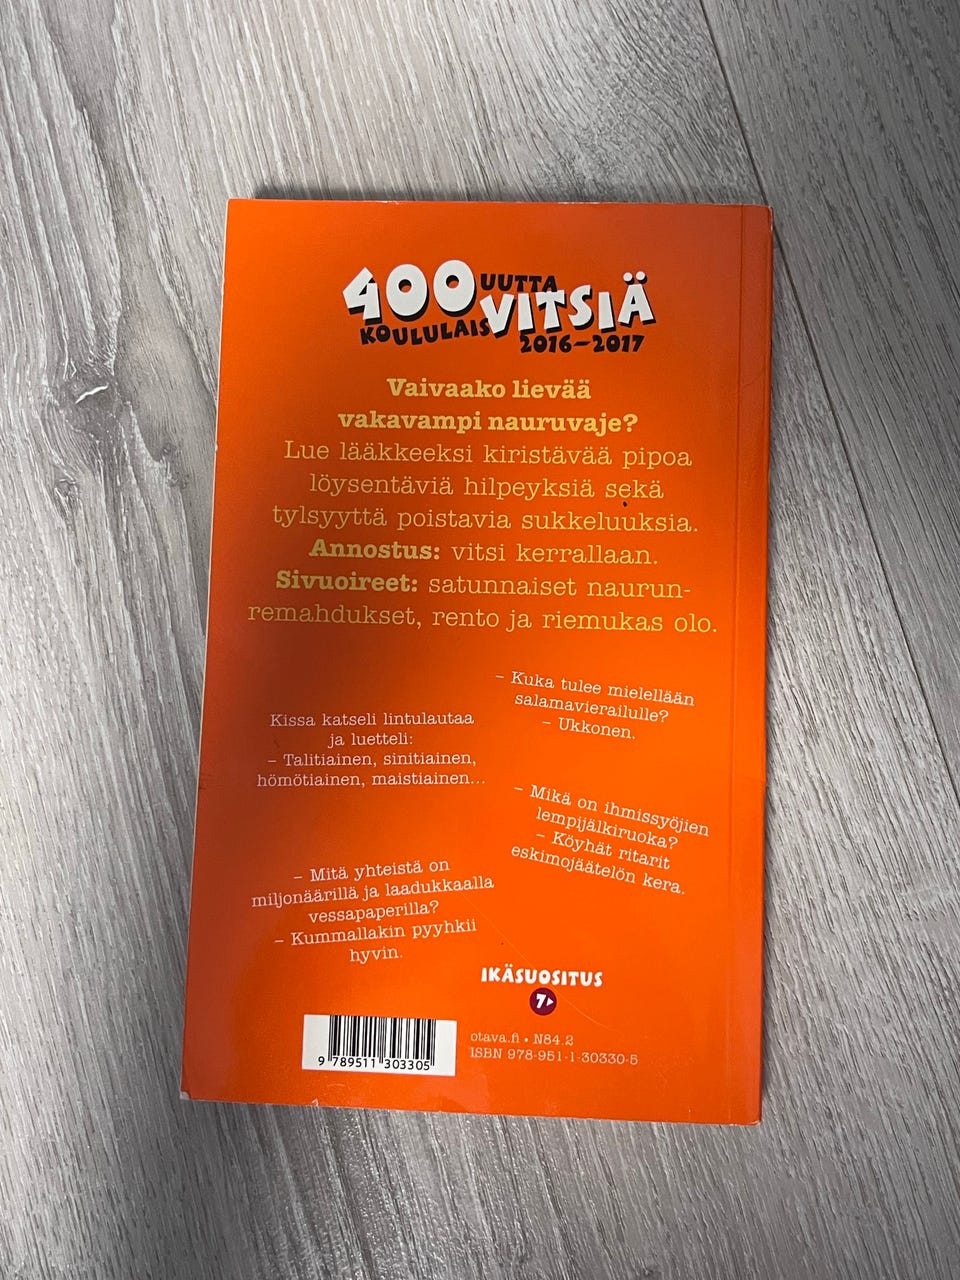 400 UUTTA
KOULULAISVITSIÄ
2016–2017
Vaivaako lievää
vakavampi nauruvaje?
Lue lääkkeeksi kiristävää pipoa
löysentäviä hilpeyksiä sekä
tylsyyttä poistavia sukkeluuksia.
Annostus: vitsi kerrallaan.
Sivuoireet: satunnaiset naurun-
remahdukset, rento ja riemukas olo.
– Kuka tulee mielellään
salamavierailulle?
– Ukkonen.
Kissa katseli lintulautaa
ja luetteli:
– Talitiainen, sinitiainen,
hömötiainen, maistiainen...
– Mikä on ihmissyöjien
lempijälkiruoka?
– Köyhät ritarit
eskimojäätelön kera.
– Mitä yhteistä on
miljonäärillä ja laadukkaalla
vessapaperilla?
– Kummallakin pyyhkii
hyvin.
IKÄSUOSITUS
7
otava.fi • N84.2
ISBN 978-951-1-30330-5
9 789511 303305